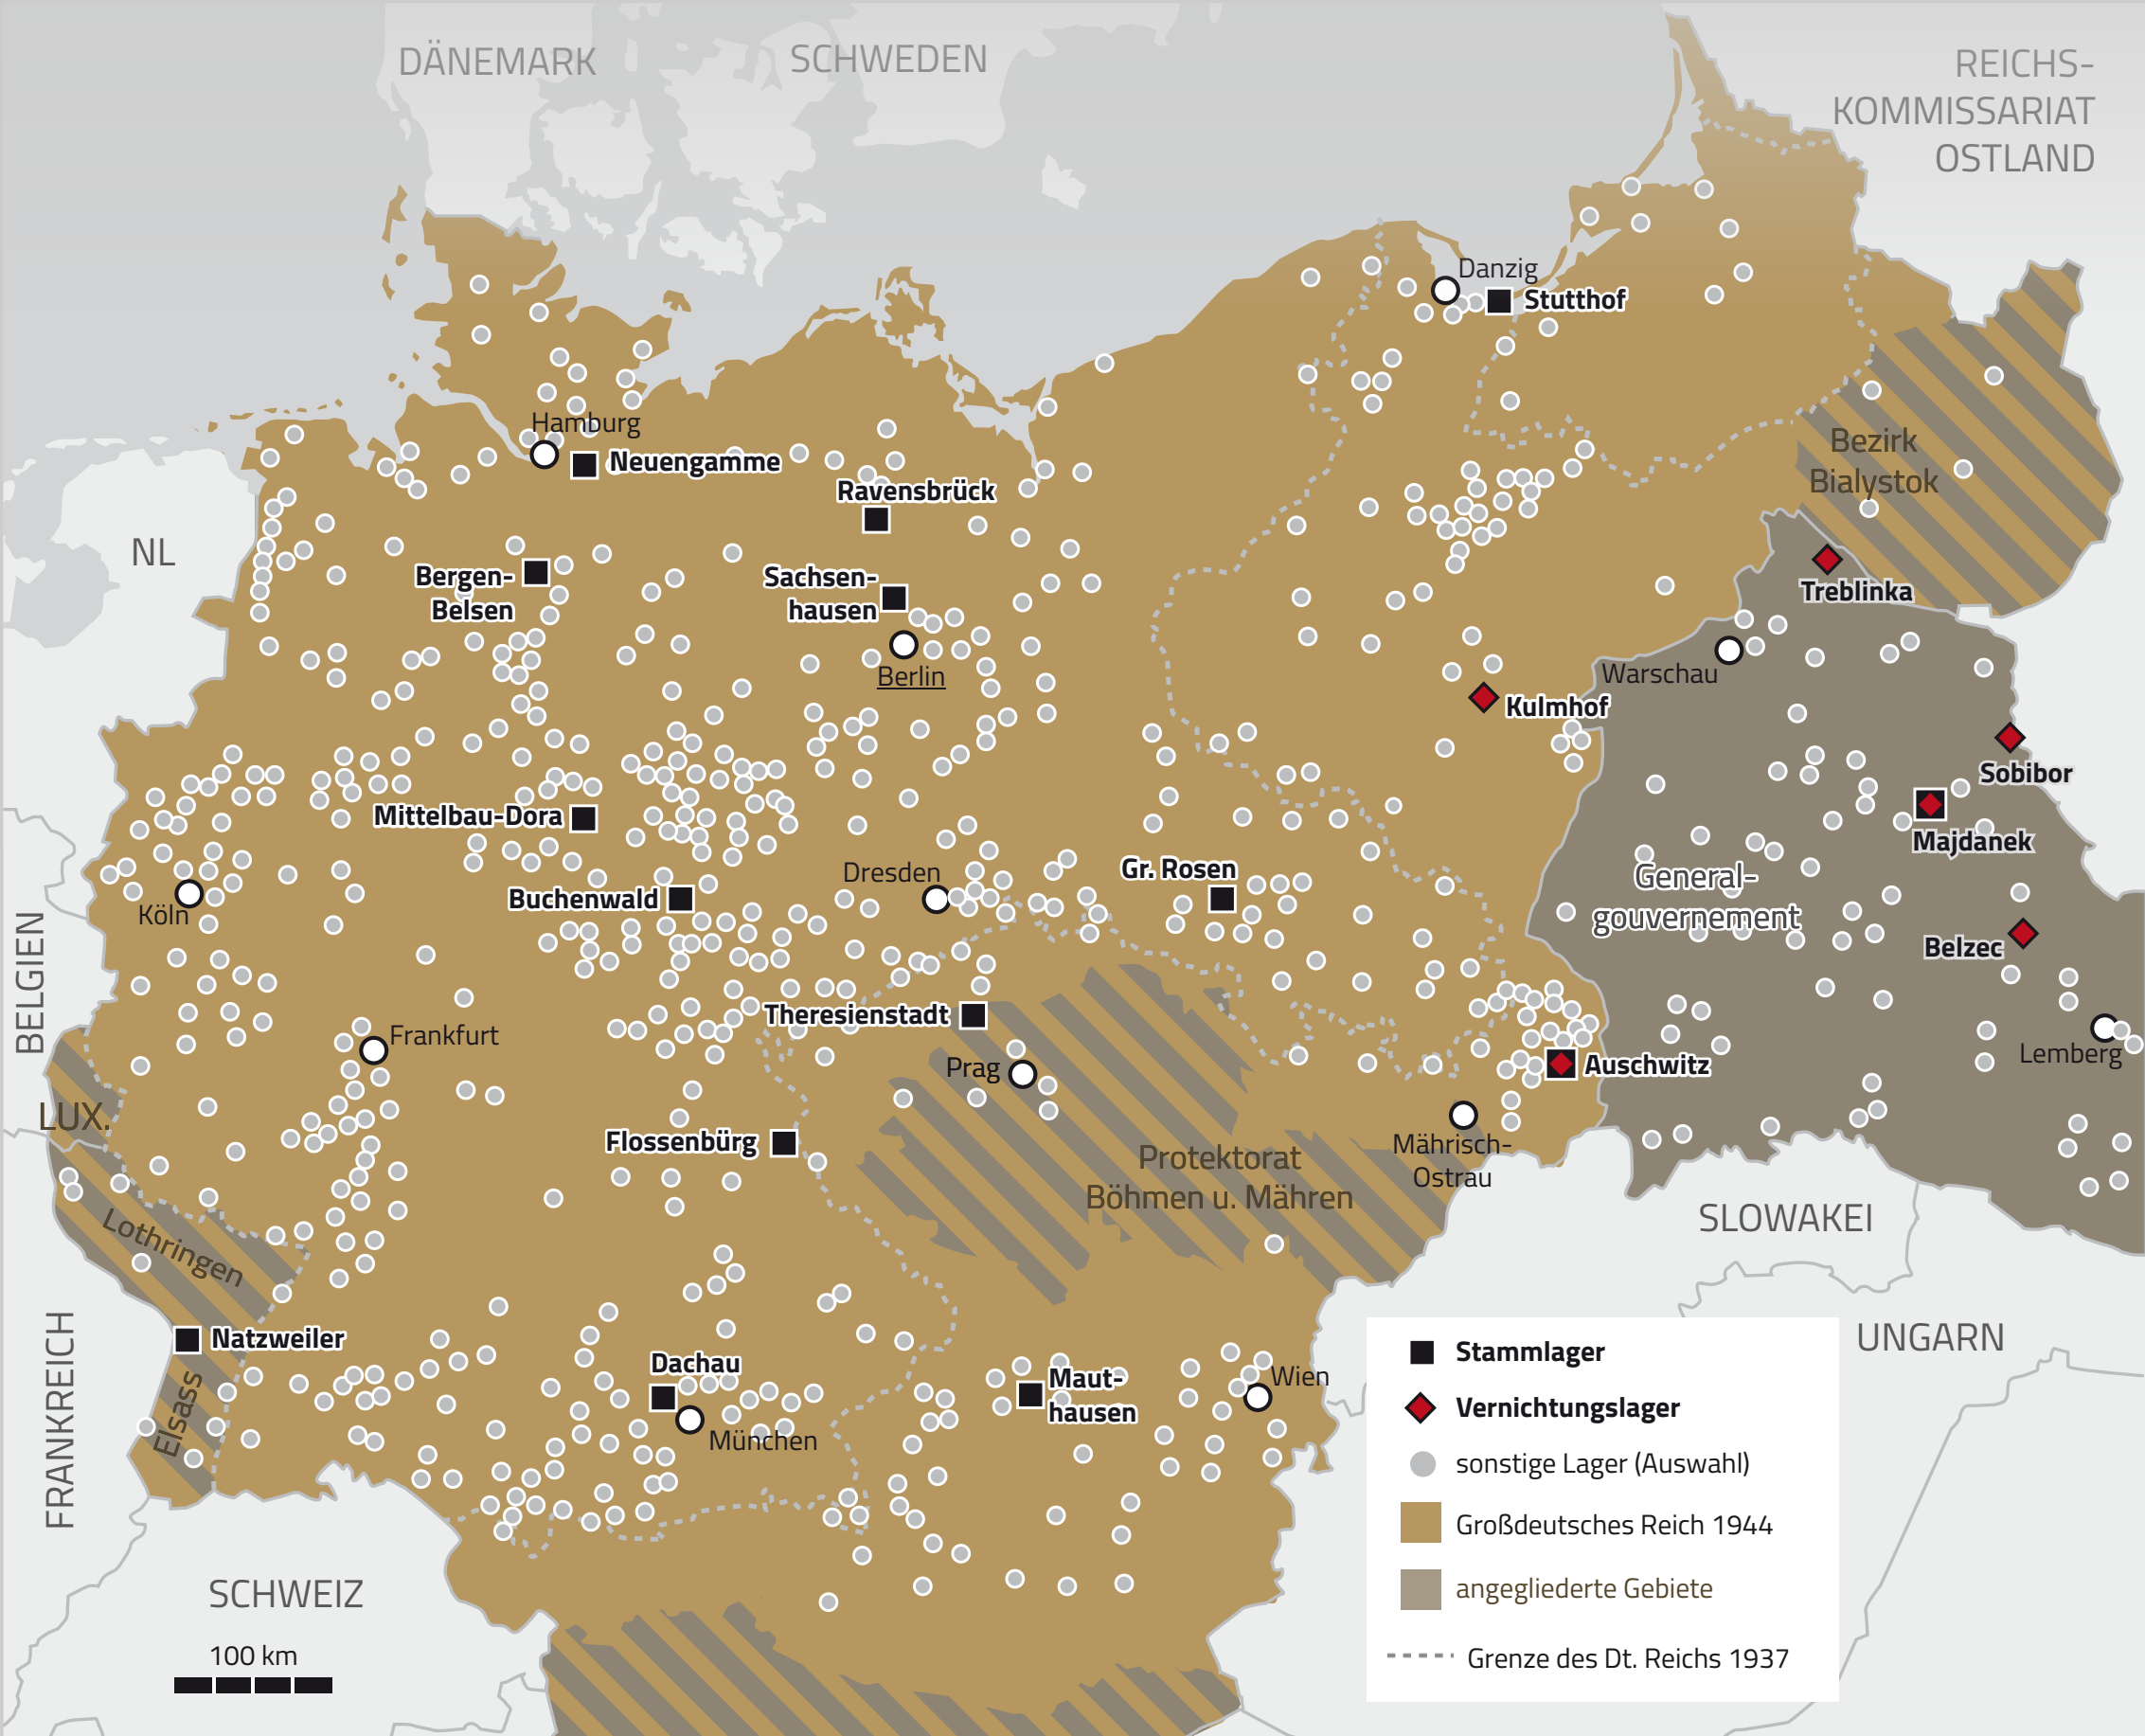 DÄNEMARK
SCHWEDEN
REICHS-
KOMMISSARIAT
OSTLAND
Danzig
Stutthof
Hamburg
Neuengamme
Ravensbrück
Bezirk
Bialystok
NL
Bergen-
Belsen
Sachsen-
hausen
Berlin
Treblinka
Warschau
Kulmhof
Sobibor
Mittelbau-Dora
Majdanek
Dresden
Gr. Rosen
General-
gouvernement
Köln
Buchenwald
Belzec
BELGIEN
Theresienstadt
Frankfurt
Prag
Auschwitz
Lemberg
LUX.
Flossenbürg
Mährisch-
Ostrau
Protektorat
Böhmen u. Mähren
Lothringen
SLOWAKEI
FRANKREICH
Natzweiler
Elsass
Dachau
München
Maut-
hausen
Wien
UNGARN
SCHWEIZ
100 km
Stammlager
Vernichtungslager
sonstige Lager (Auswahl)
Großdeutsches Reich 1944
angegliederte Gebiete
Grenze des Dt. Reichs 1937